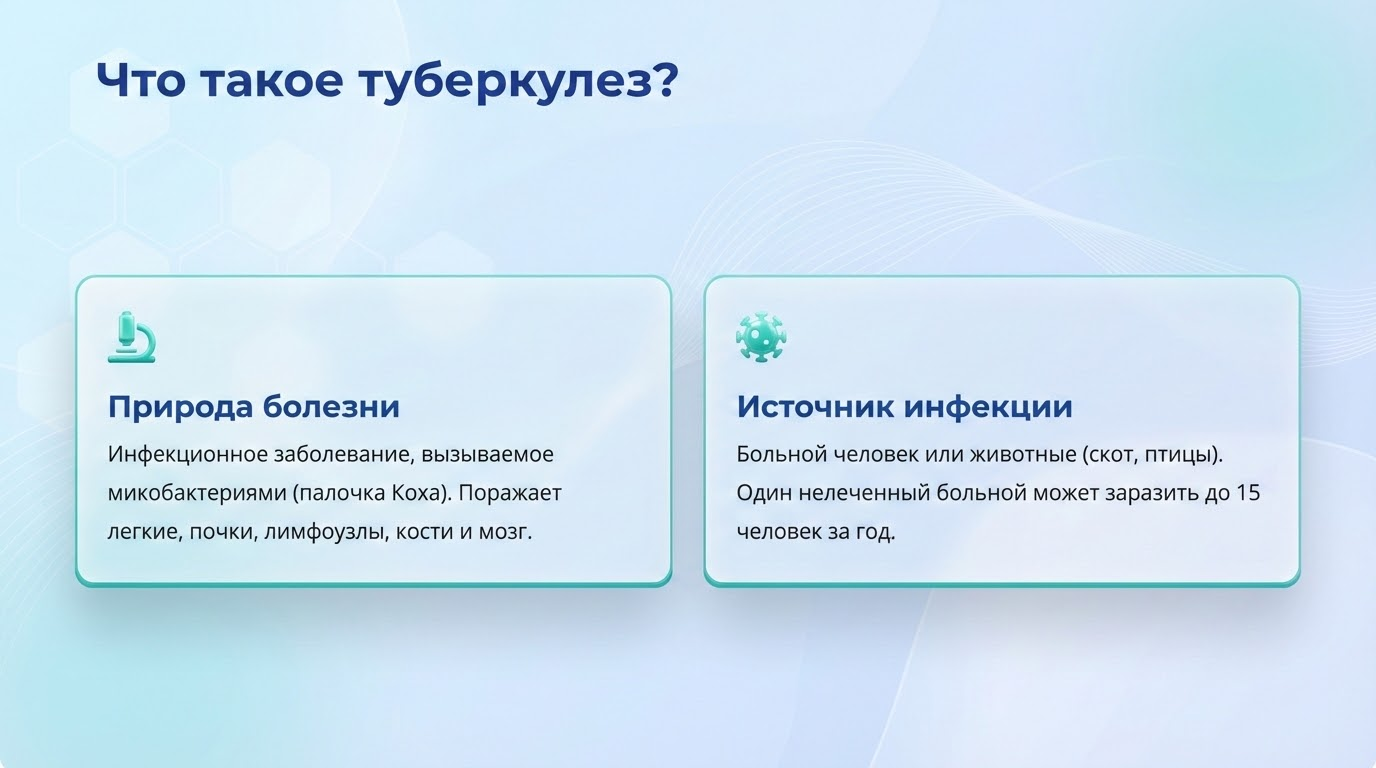 Что такое туберкулез?
Природа болезни
Инфекционное заболевание, вызываемое
микобактериями (палочка Коха). Поражает
легкие, почки, лимфоузлы, кости и мозг.
Источник инфекции
Больной человек или животные (скот, птицы).
Один нелеченный больной может заразить до 15
человек за год.